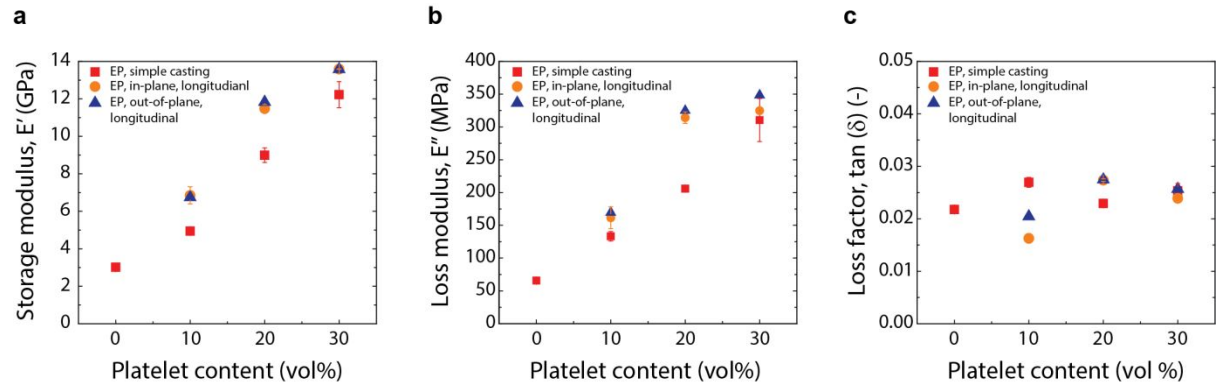 a
Storage modulus, E' (GPa)
14
12
10
8
6
4
2
0
EP, simple casting
EP, in-plane, longitudianl
EP, out-of-plane,
longitudinal
0 10 20 30
Platelet content (vol%)
b
Loss modulus, E" (MPa)
400
350
300
250
200
150
100
50
0
EP, simple casting
EP, in-plane, longitudinal
EP, out-of-plane, longitudinal
0 10 20 30
Platelet content (vol%)
c
Loss factor, tan (δ) (-)
0.05
0.04
0.03
0.02
0.01
0.00
EP, simple casting
EP, in-plane, longitudinal
EP, out-of-plane,
longitudinal
0 10 20 30
Platelet content (vol %)